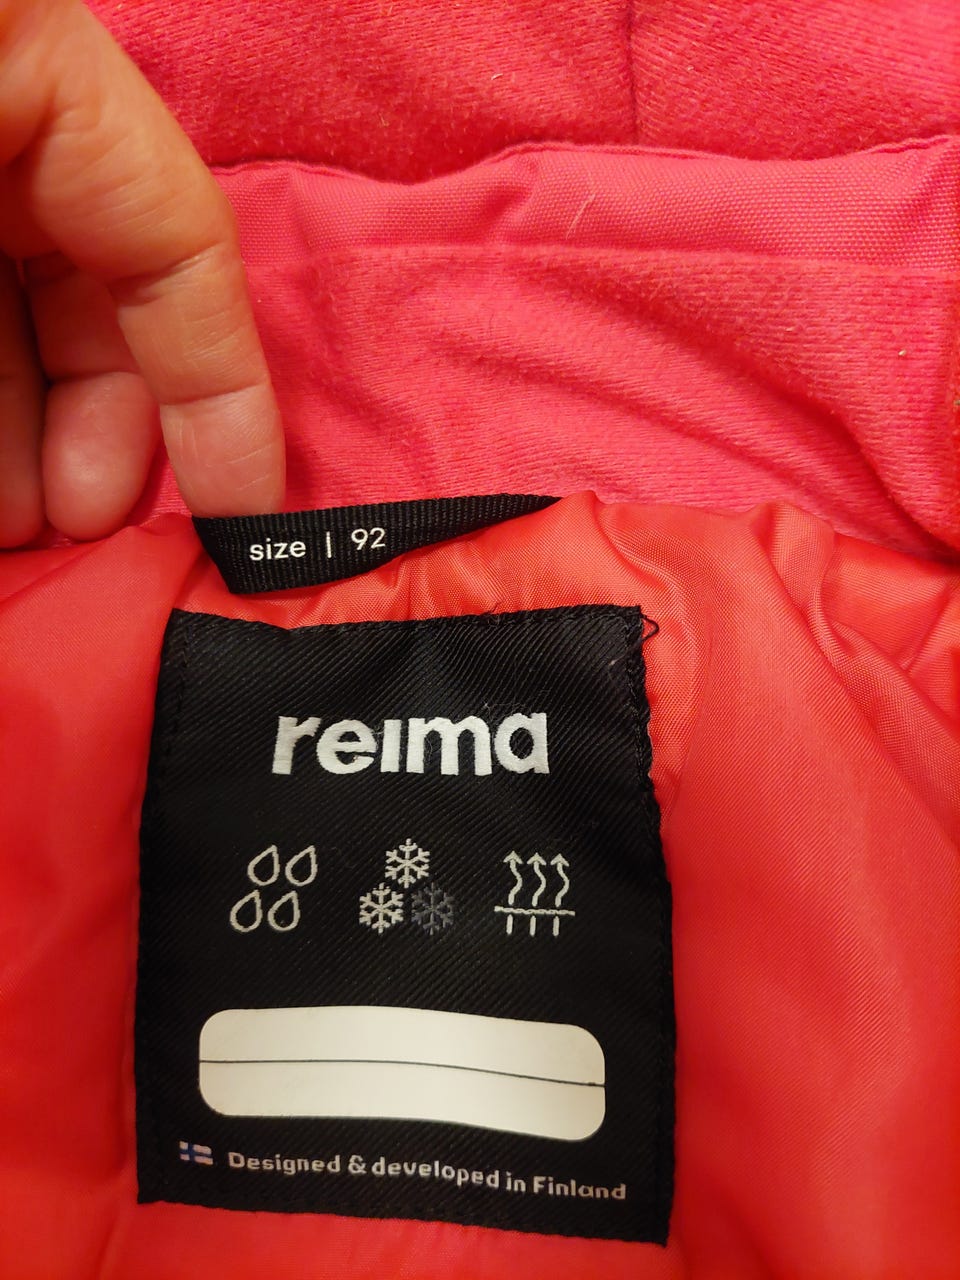 size | 92
reima
Designed & developed in Finland